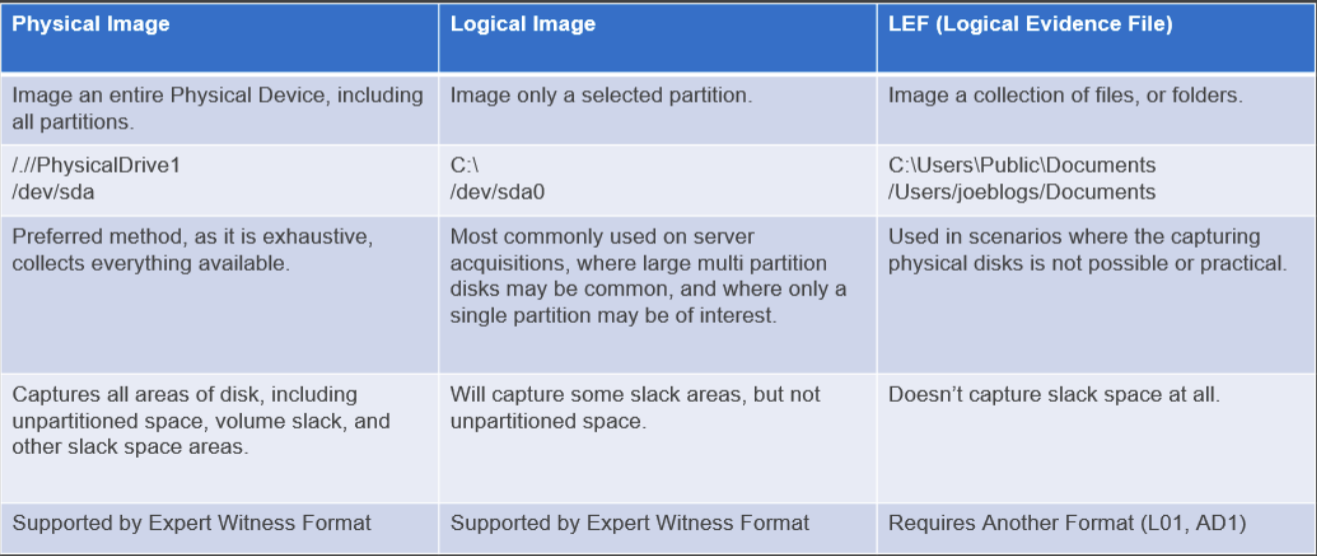 Physical Image
Logical Image
LEF (Logical Evidence File)
Image an entire Physical Device, including
all partitions.
Image only a selected partition.
Image a collection of files, or folders.
/.//PhysicalDrive1
/dev/sda
C:\
/dev/sda0
C:\Users\Public\Documents
/Users/joeblogs/Documents
Preferred method, as it is exhaustive,
collects everything available.
Most commonly used on server
acquisitions, where large multi partition
disks may be common, and where only a
single partition may be of interest.
Used in scenarios where the capturing
physical disks is not possible or practical.
Captures all areas of disk, including
unpartitioned space, volume slack, and
other slack space areas.
Will capture some slack areas, but not
unpartitioned space.
Doesn’t capture slack space at all.
Supported by Expert Witness Format
Supported by Expert Witness Format
Requires Another Format (L01, AD1)